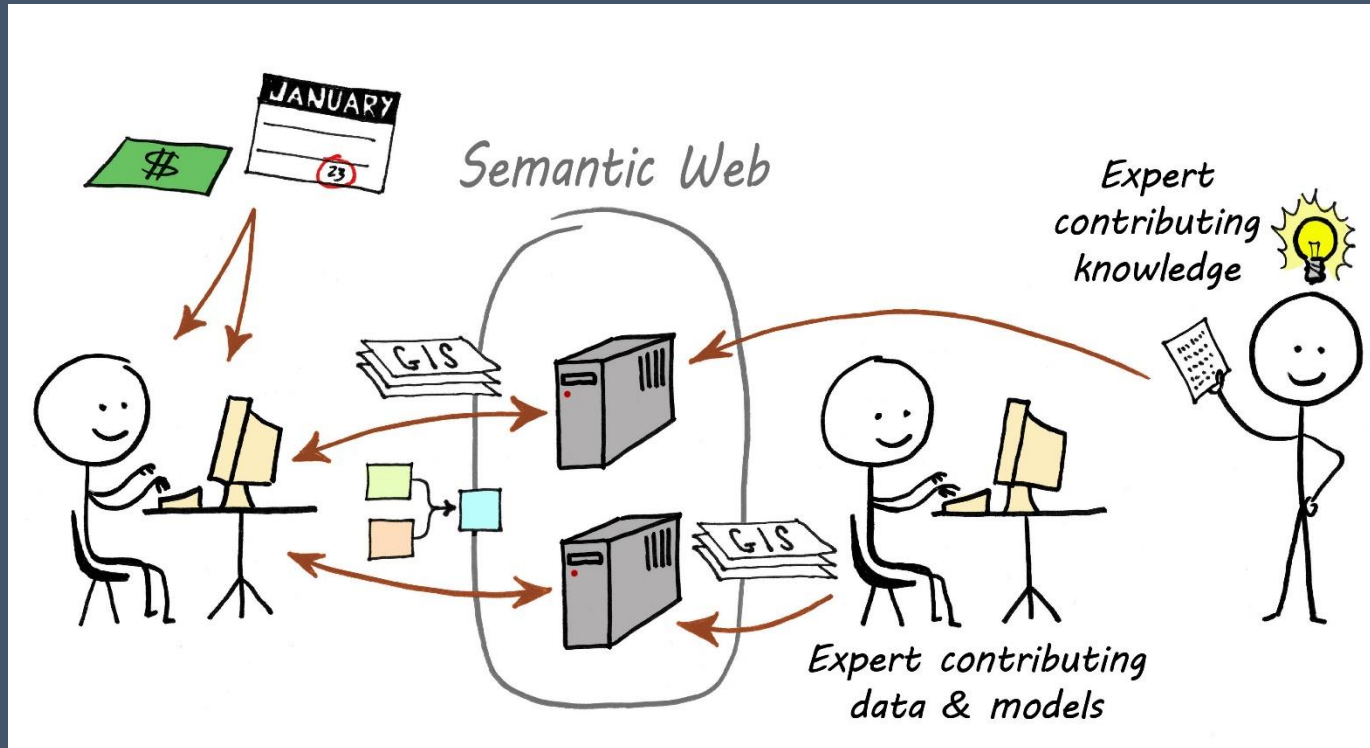 JANUARY
$
23
Semantic Web
Expert
contributing
knowledge
GIS
GIS
Expert contributing
data & models